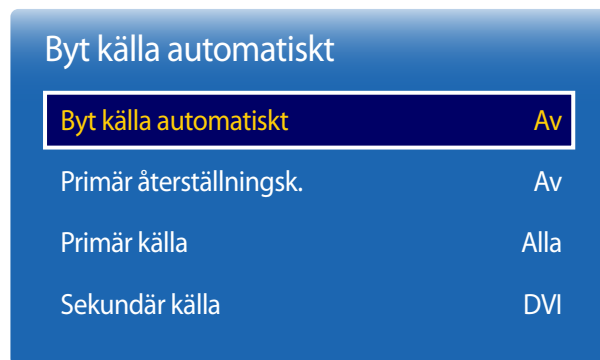 Byt källa automatiskt
Byt källa automatiskt Av
Primär återställningsk. Av
Primär källa Alla
Sekundär källa DVI